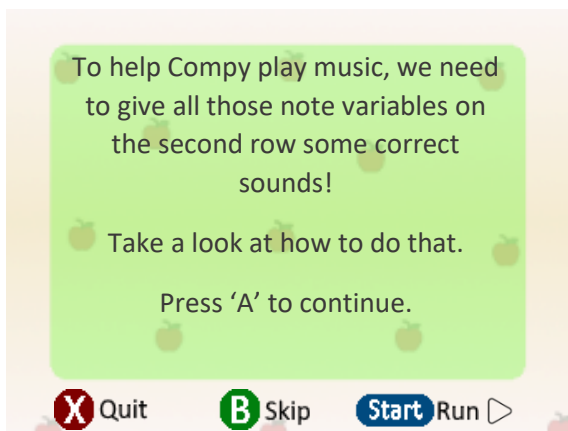 To help Compy play music, we need
to give all those note variables on
the second row some correct
sounds!
Take a look at how to do that.
Press ‘A’ to continue.
X Quit B Skip Start Run